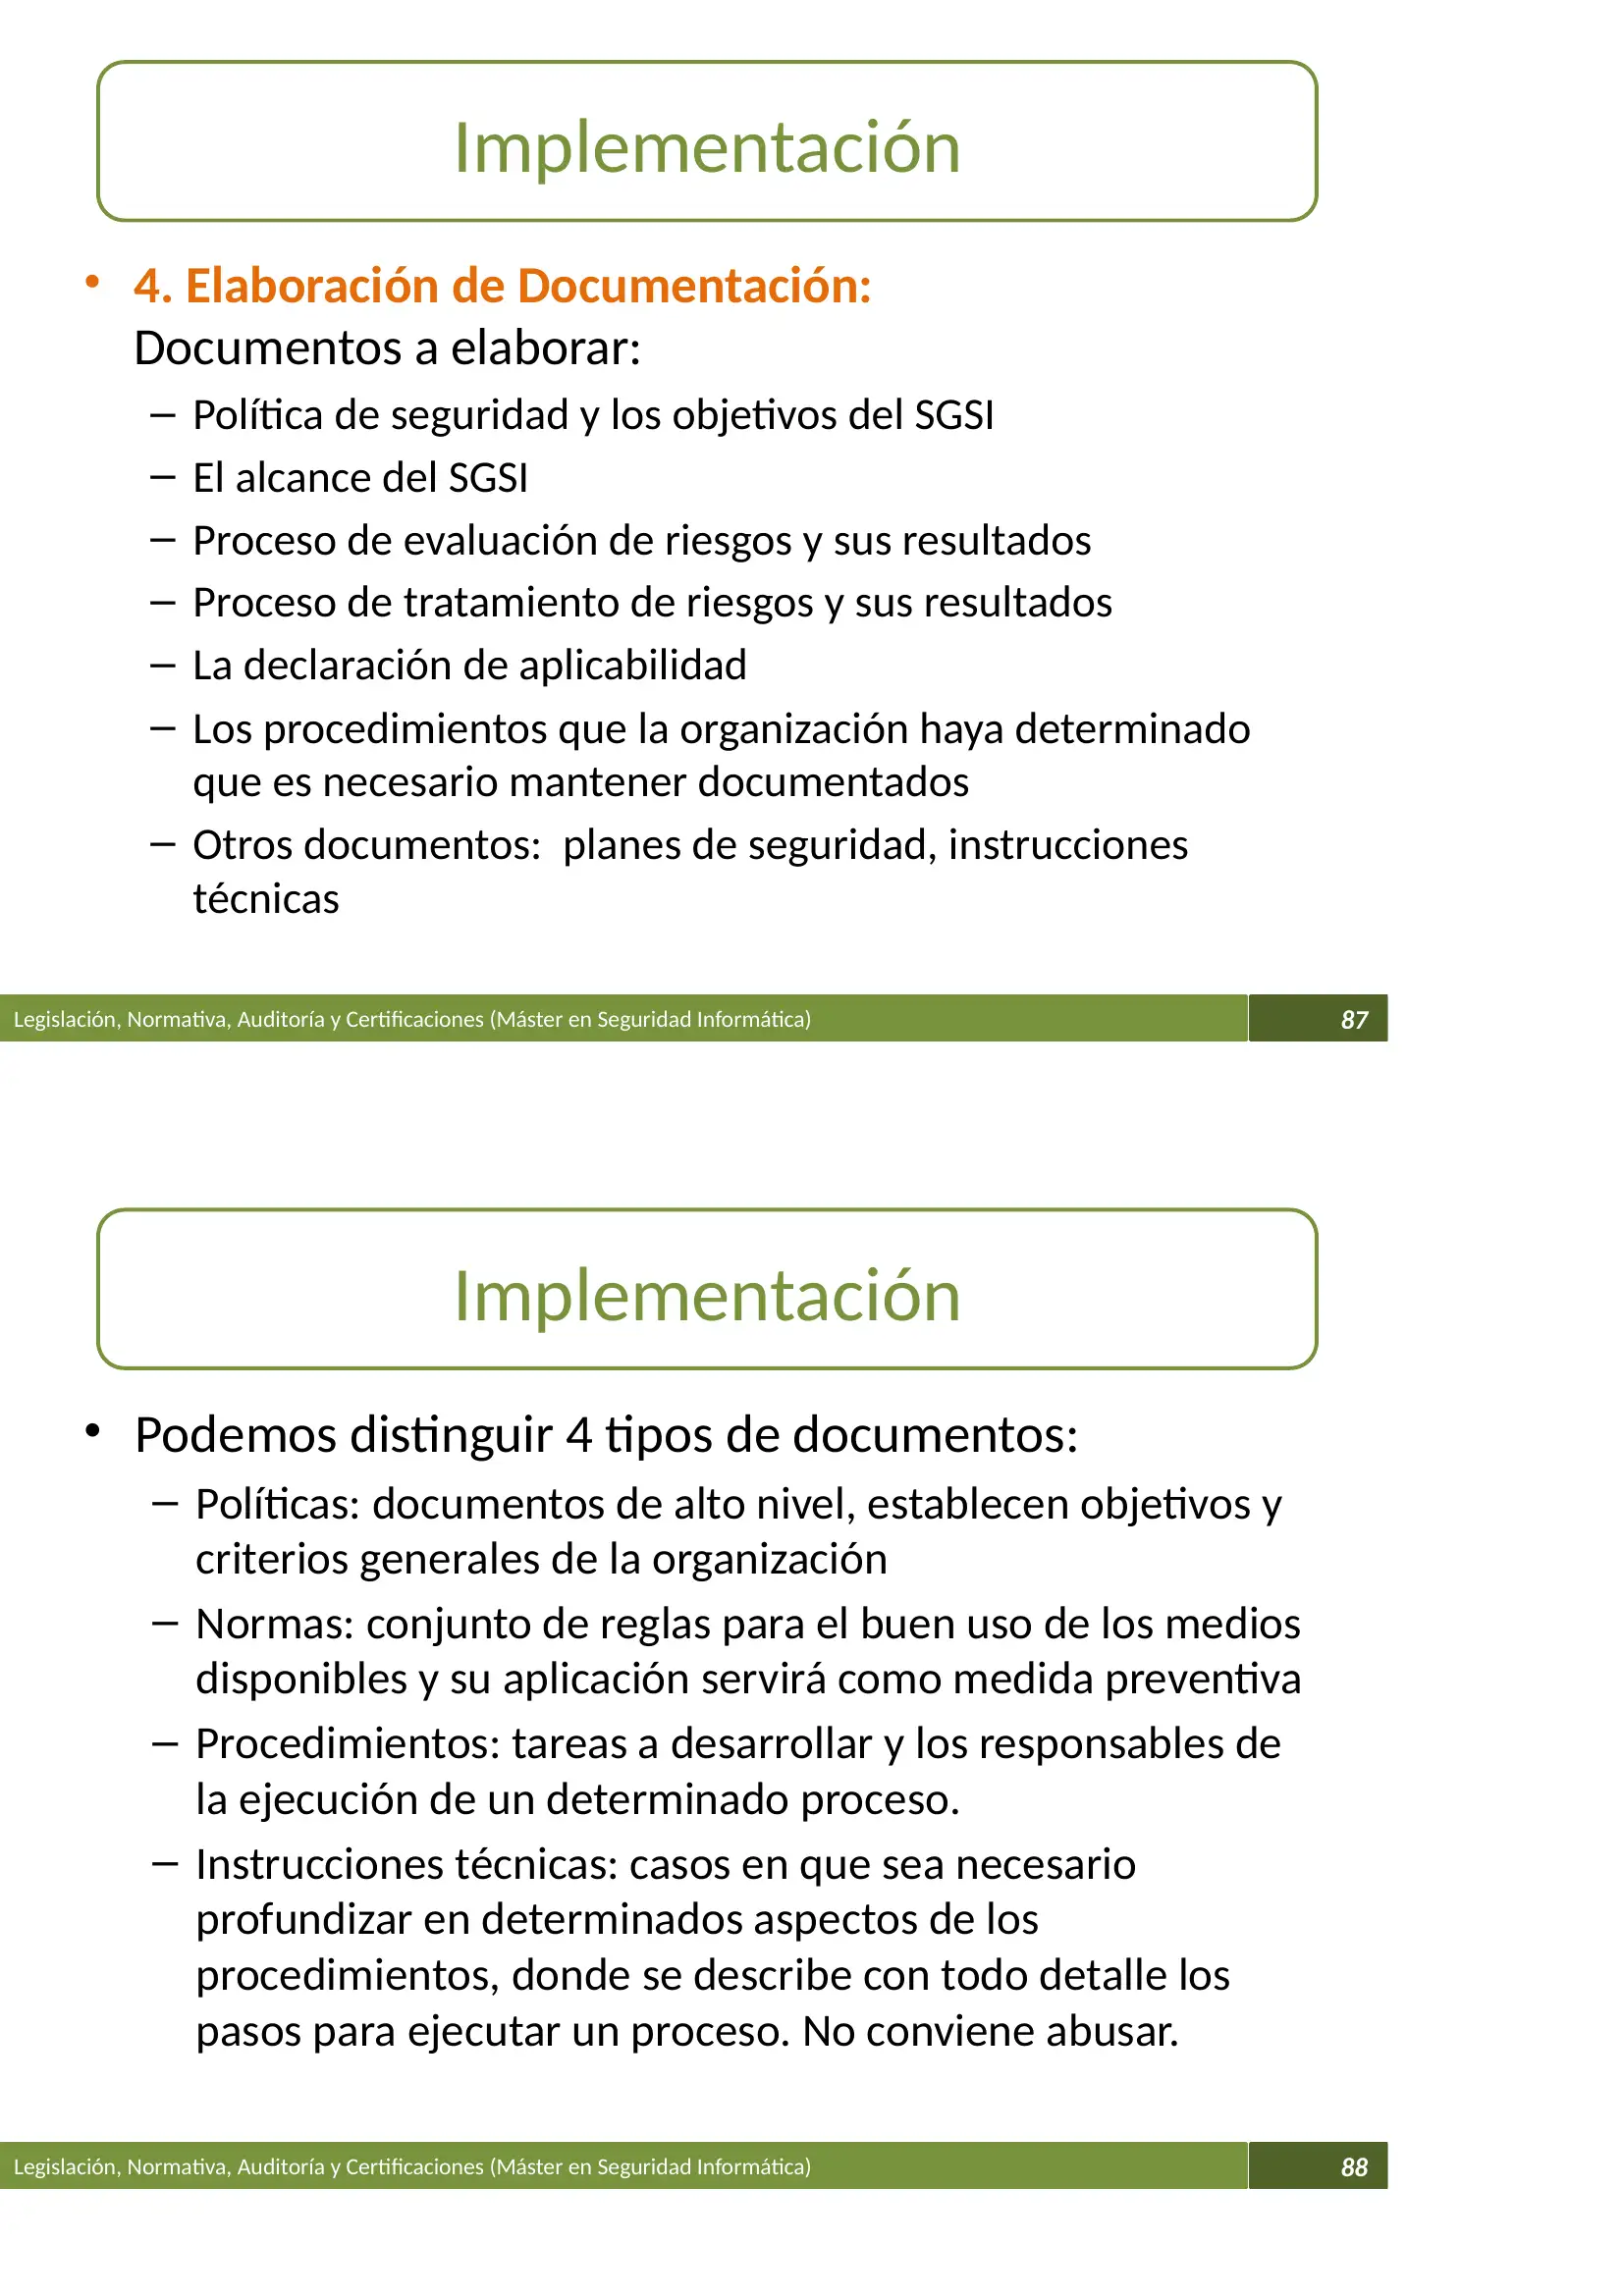 Implementación
• 4. Elaboración de Documentación:
Documentos a elaborar:
– Política de seguridad y los objetivos del SGSI
– El alcance del SGSI
– Proceso de evaluación de riesgos y sus resultados
– Proceso de tratamiento de riesgos y sus resultados
– La declaración de aplicabilidad
– Los procedimientos que la organización haya determinado
que es necesario mantener documentados
– Otros documentos:  planes de seguridad, instrucciones
técnicas
Legislación, Normativa, Auditoría y Certificaciones (Máster en Seguridad Informática) 87
Implementación
• Podemos distinguir 4 tipos de documentos:
– Políticas: documentos de alto nivel, establecen objetivos y
criterios generales de la organización
– Normas: conjunto de reglas para el buen uso de los medios
disponibles y su aplicación servirá como medida preventiva
– Procedimientos: tareas a desarrollar y los responsables de
la ejecución de un determinado proceso.
– Instrucciones técnicas: casos en que sea necesario
profundizar en determinados aspectos de los
procedimientos, donde se describe con todo detalle los
pasos para ejecutar un proceso. No conviene abusar.
Legislación, Normativa, Auditoría y Certificaciones (Máster en Seguridad Informática) 88